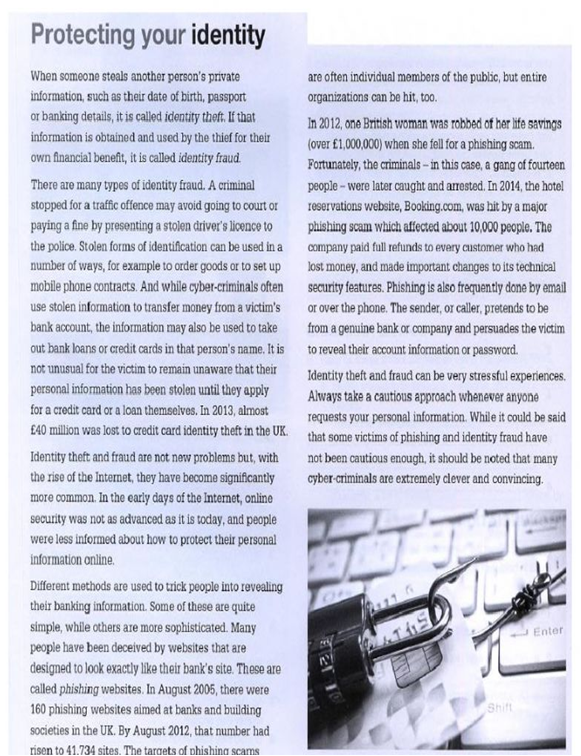 Protecting your identity
When someone steals another person's private
information, such as their date of birth, passport
or banking details, it is called identity theft. If that
information is obtained and used by the thief for their
own financial benefit, it is called identity fraud.
There are many types of identity fraud. A criminal
stopped for a traffic offence may avoid going to court or
paying a fine by presenting a stolen driver's licence to
the police. Stolen forms of identification can be used in a
number of ways, for example to order goods or to set up
mobile phone contracts. And while cyber-criminals often
use stolen information to transfer money from a victim's
bank account, the information may also be used to take
out bank loans or credit cards in that person's name. It is
not unusual for the victim to remain unaware that their
personal information has been stolen until they apply
for a credit card or a loan themselves. In 2013, almost
£40 million was lost to credit card identity theft in the UK.
Identity theft and fraud are not new problems but, with
the rise of the Internet, they have become significantly
more common. In the early days of the Internet, online
security was not as advanced as it is today, and people
were less informed about how to protect their personal
information online.
Different methods are used to trick people into revealing
their banking information. Some of these are quite
simple, while others are more sophisticated. Many
people have been deceived by websites that are
designed to look exactly like their bank's site. These are
called phishing websites. In August 2005, there were
160 phishing websites aimed at banks and building
societies in the UK. By August 2012, that number had
risen to 41,734 sites. The targets of phishing scams
are often individual members of the public, but entire
organizations can be hit, too.
In 2012, one British woman was robbed of her life savings
(over £1,000,000) when she fell for a phishing scam.
Fortunately, the criminals – in this case, a gang of fourteen
people – were later caught and arrested. In 2014, the hotel
reservations website, Booking.com, was hit by a major
phishing scam which affected about 10,000 people. The
company paid full refunds to every customer who had
lost money, and made important changes to its technical
security features. Phishing is also frequently done by email
or over the phone. The sender, or caller, pretends to be
from a genuine bank or company and persuades the victim
to reveal their account information or password.
Identity theft and fraud can be very stressful experiences.
Always take a cautious approach whenever anyone
requests your personal information. While it could be said
that some victims of phishing and identity fraud have
not been cautious enough, it should be noted that many
cyber-criminals are extremely clever and convincing.
Enter
Shift